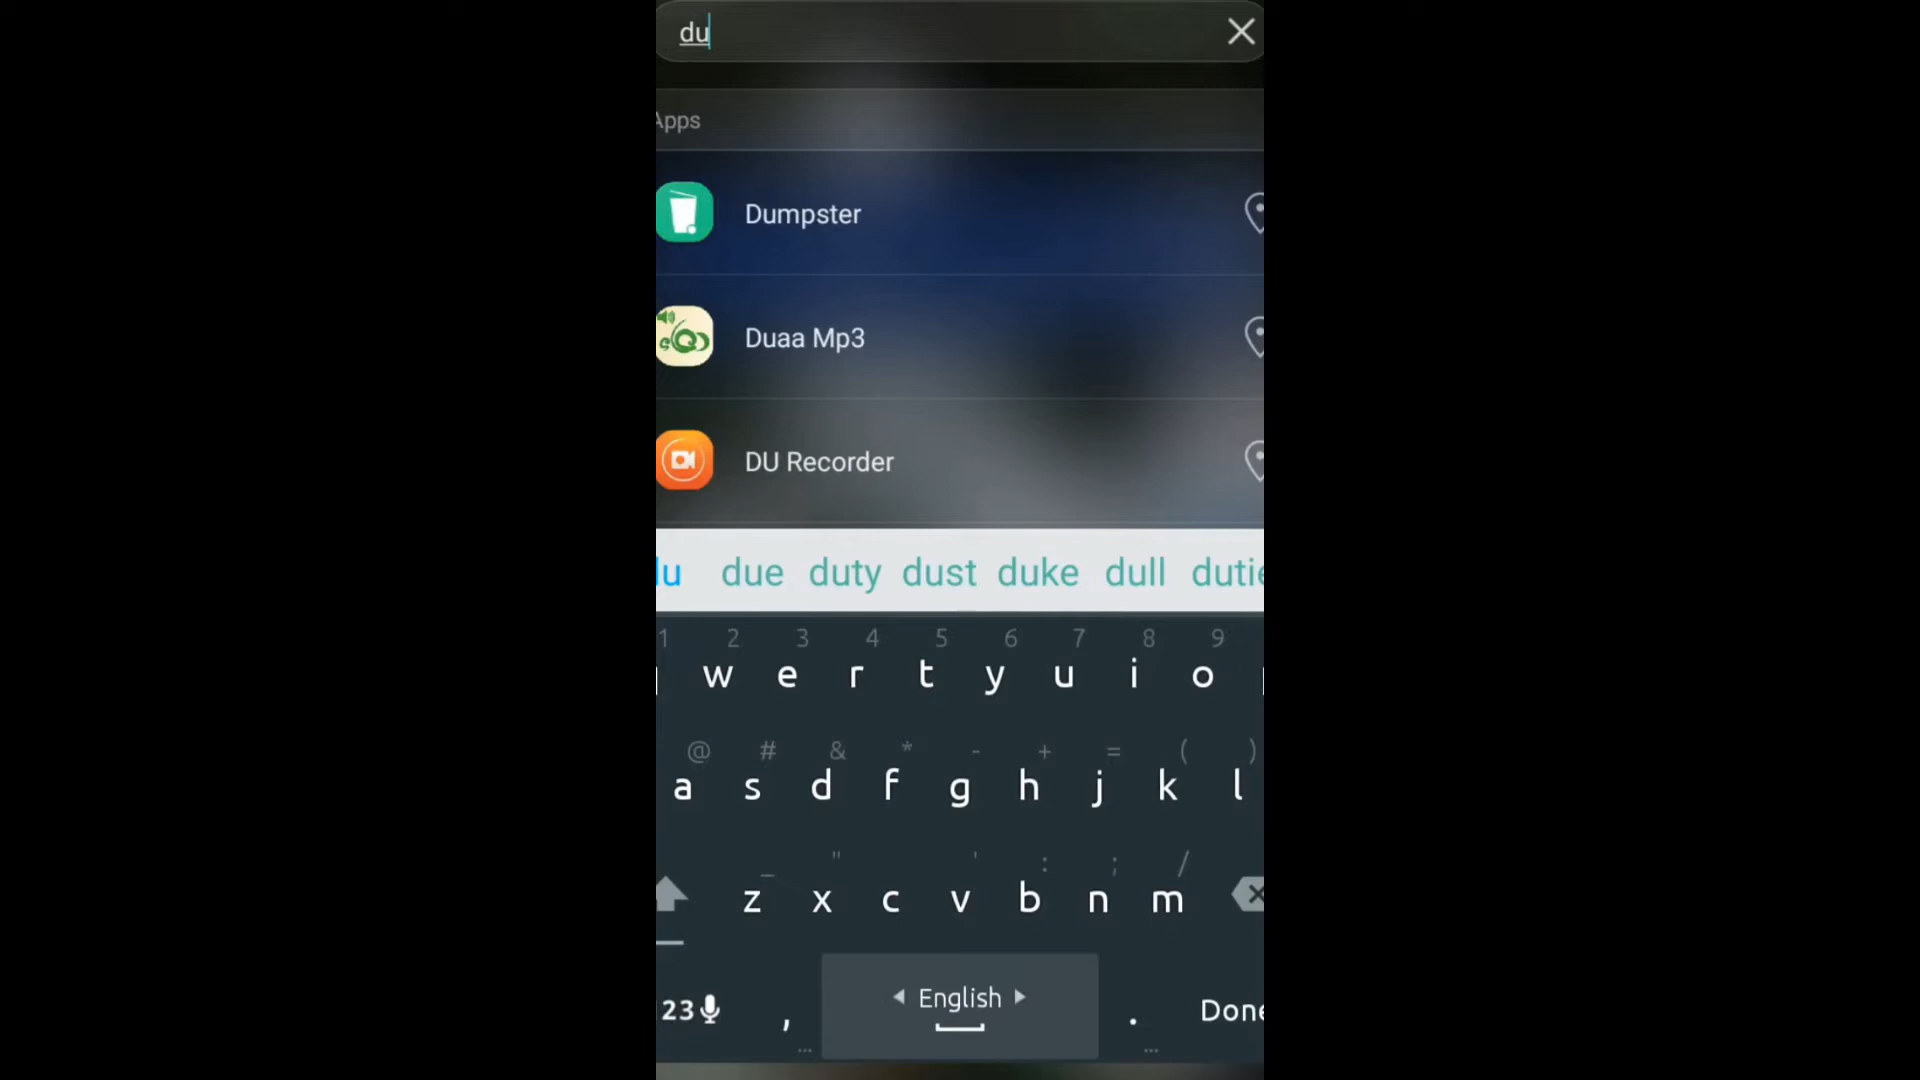 du
Apps
Dumpster
Duaa Mp3
DU Recorder
du due duty dust duke dull dutie
1 2 3 4 5 6 7 8 9
w e r t y u i o
@ # & * - + = ( )
a s d f g h j k l
_ " ' : ; /
z x c v b n m
123 , English . Done
... ...